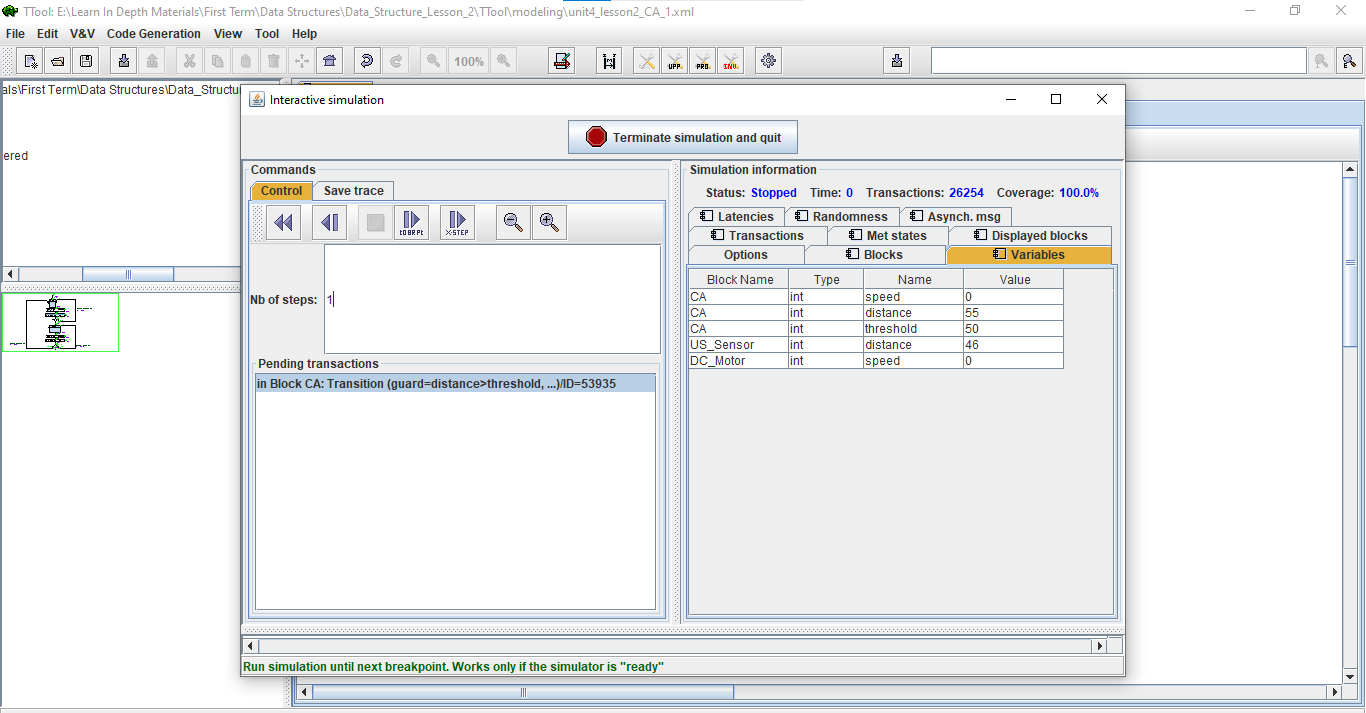 TTool: E:\Learn In Depth Materials\First Term\Data Structures\Data_Structure_Lesson_2\TTool\modeling\unit4_lesson2_CA_1.xml
File Edit V&V Code Generation View Tool Help
100% UPP. PRO. INV.
als\First Term\Data Structures\Data_Structu
ered
Interactive simulation
Terminate simulation and quit
Commands
Control Save trace
toBRPt X-STEP
Nb of steps: 1
Pending transactions
in Block CA: Transition (guard=distance>threshold, ...)/ID=53935
Simulation information
Status: Stopped Time: 0 Transactions: 26254 Coverage: 100.0%
Latencies Randomness Asynch. msg
Transactions Met states Displayed blocks
Options Blocks Variables
Block Name Type Name Value
CA int speed 0
CA int distance 55
CA int threshold 50
US_Sensor int distance 46
DC_Motor int speed 0
Run simulation until next breakpoint. Works only if the simulator is "ready"